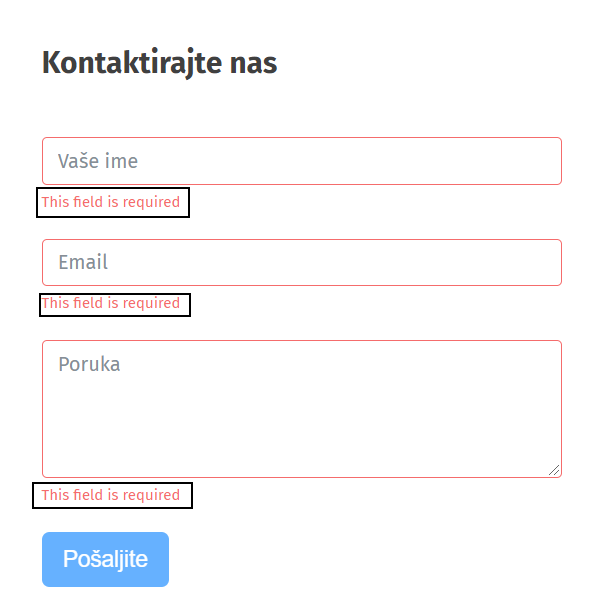 Kontaktirajte nas
Vaše ime
This field is required
Email
This field is required
Poruka
This field is required
Pošaljite